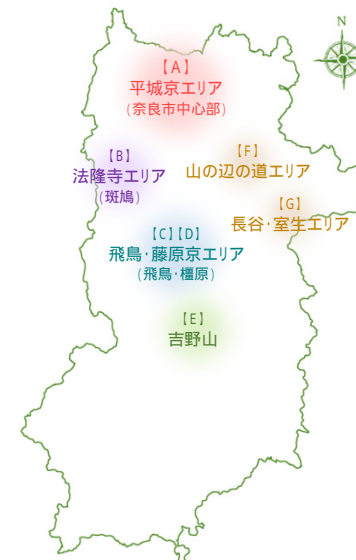 N
【A】
平城京エリア
(奈良市中心部)
【B】
法隆寺エリア
(斑鳩)
【F】
山の辺の道エリア
【G】
長谷・室生エリア
【C】【D】
飛鳥・藤原京エリア
(飛鳥・橿原)
【E】
吉野山